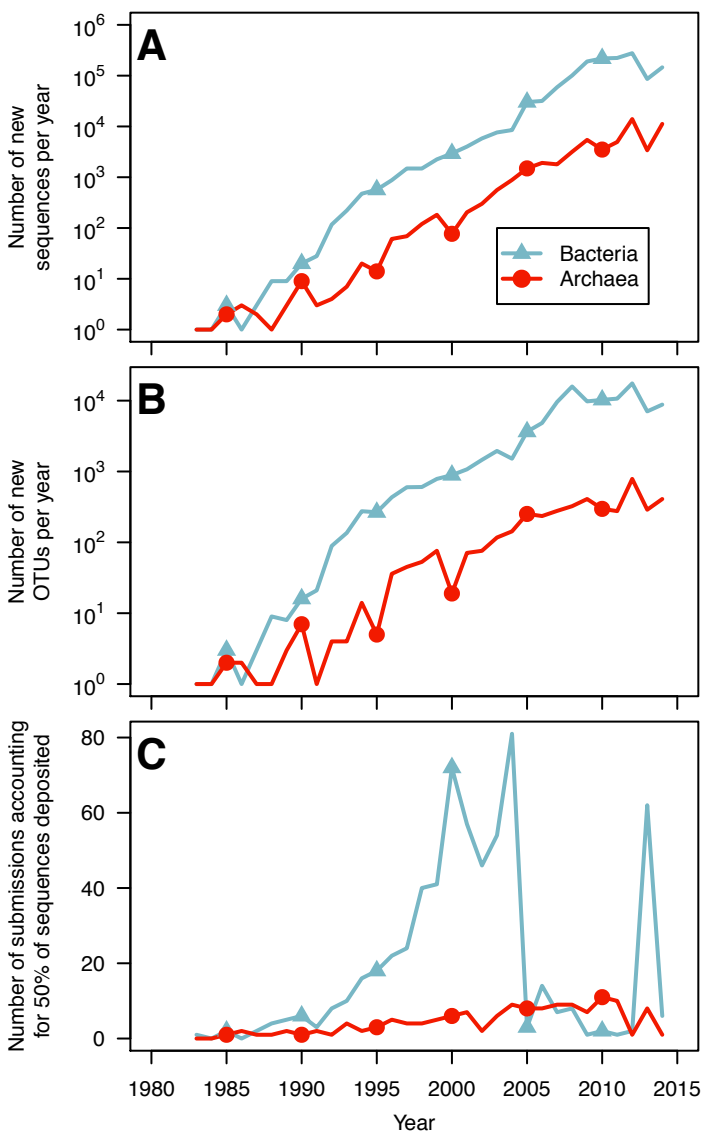 A
Number of new
sequences per year
10^6
10^5
10^4
10^3
10^2
10^1
10^0
Bacteria
Archaea
B
Number of new
OTUs per year
10^4
10^3
10^2
10^1
10^0
C
Number of submissions accounting
for 50% of sequences deposited
80
60
40
20
0
1980 1985 1990 1995 2000 2005 2010 2015
Year